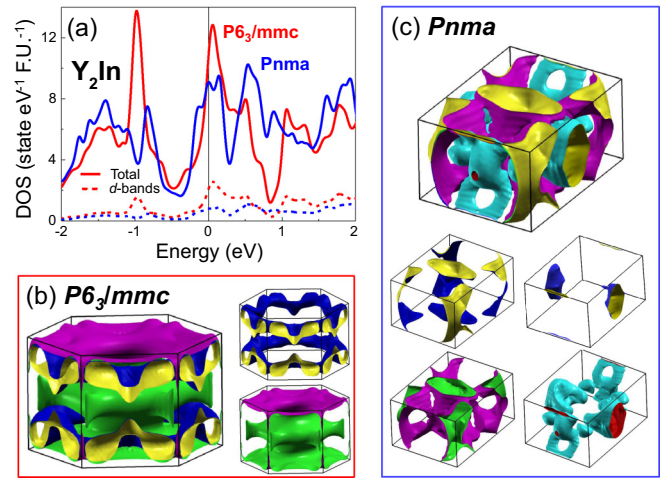 (a)
P6₃/mmc
Y₂In
Pnma
Total
d-bands
DOS (state eV⁻¹ F.U.⁻¹)
14
12
8
4
0
-2 -1 0 1 2
Energy (eV)
(b) P6₃/mmc
(c) Pnma